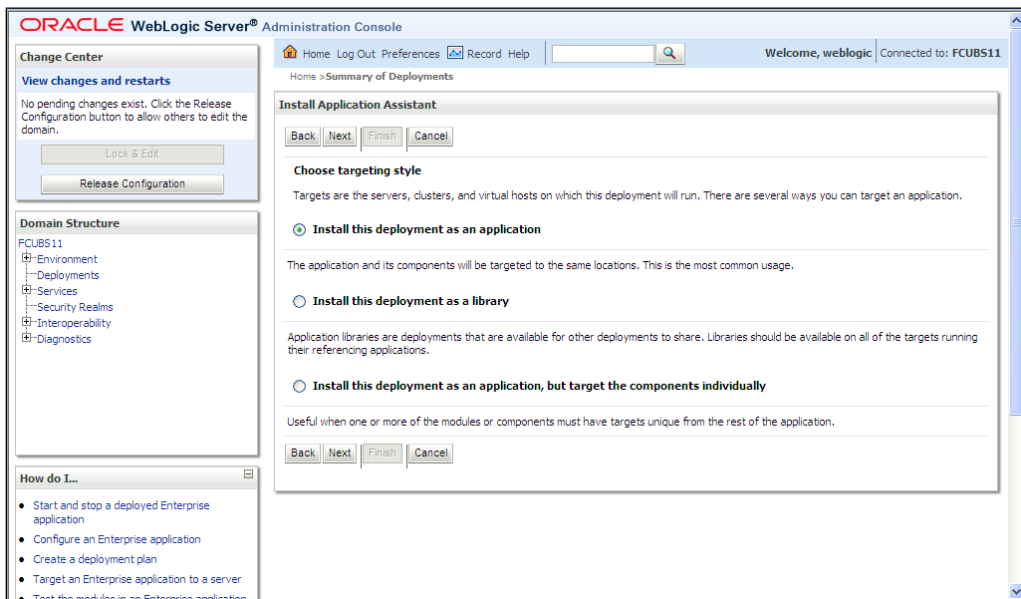 ORACLE WebLogic Server® Administration Console
Change Center
View changes and restarts
No pending changes exist. Click the Release
Configuration button to allow others to edit the
domain.
Lock & Edit
Release Configuration
Domain Structure
FCUBS11
Environment
Deployments
Services
Security Realms
Interoperability
Diagnostics
How do I...
Start and stop a deployed Enterprise
application
Configure an Enterprise application
Create a deployment plan
Target an Enterprise application to a server
Test the modules in an Enterprise application
Home Log Out Preferences Record Help
Welcome, weblogic Connected to: FCUBS11
Home >Summary of Deployments
Install Application Assistant
Back Next Finish Cancel
Choose targeting style
Targets are the servers, clusters, and virtual hosts on which this deployment will run. There are several ways you can target an application.
Install this deployment as an application
The application and its components will be targeted to the same locations. This is the most common usage.
Install this deployment as a library
Application libraries are deployments that are available for other deployments to share. Libraries should be available on all of the targets running
their referencing applications.
Install this deployment as an application, but target the components individually
Useful when one or more of the modules or components must have targets unique from the rest of the application.
Back Next Finish Cancel